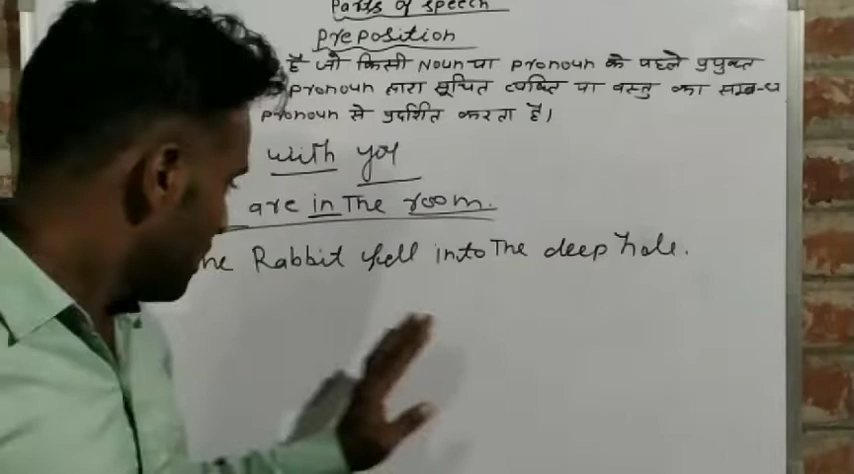 Parts of speech
Preposition
है जो किसी Noun या pronoun के पहले प्रयुक्त
pronoun द्वारा सूचित व्यक्ति या वस्तु का सम्बन्ध
pronoun से प्रदर्शित करता है।
with you
are in The room.
he Rabbit fell into The deep hole.